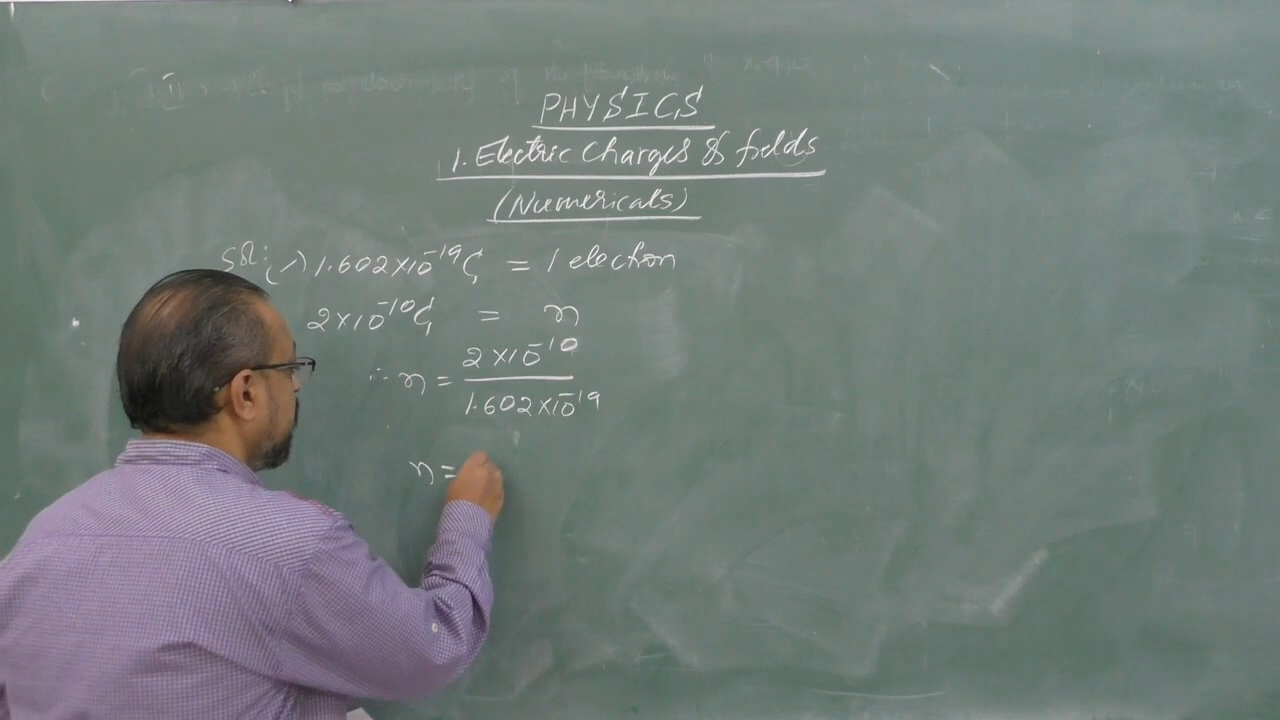 PHYSICS
1. Electric Charges & fields
(Numericals)
Sol: (1) 1.602×10⁻¹⁹C = 1 electron
2×10⁻¹⁰C = n
∴ n = 2×10⁻¹⁰
1.602×10⁻¹⁹
n =